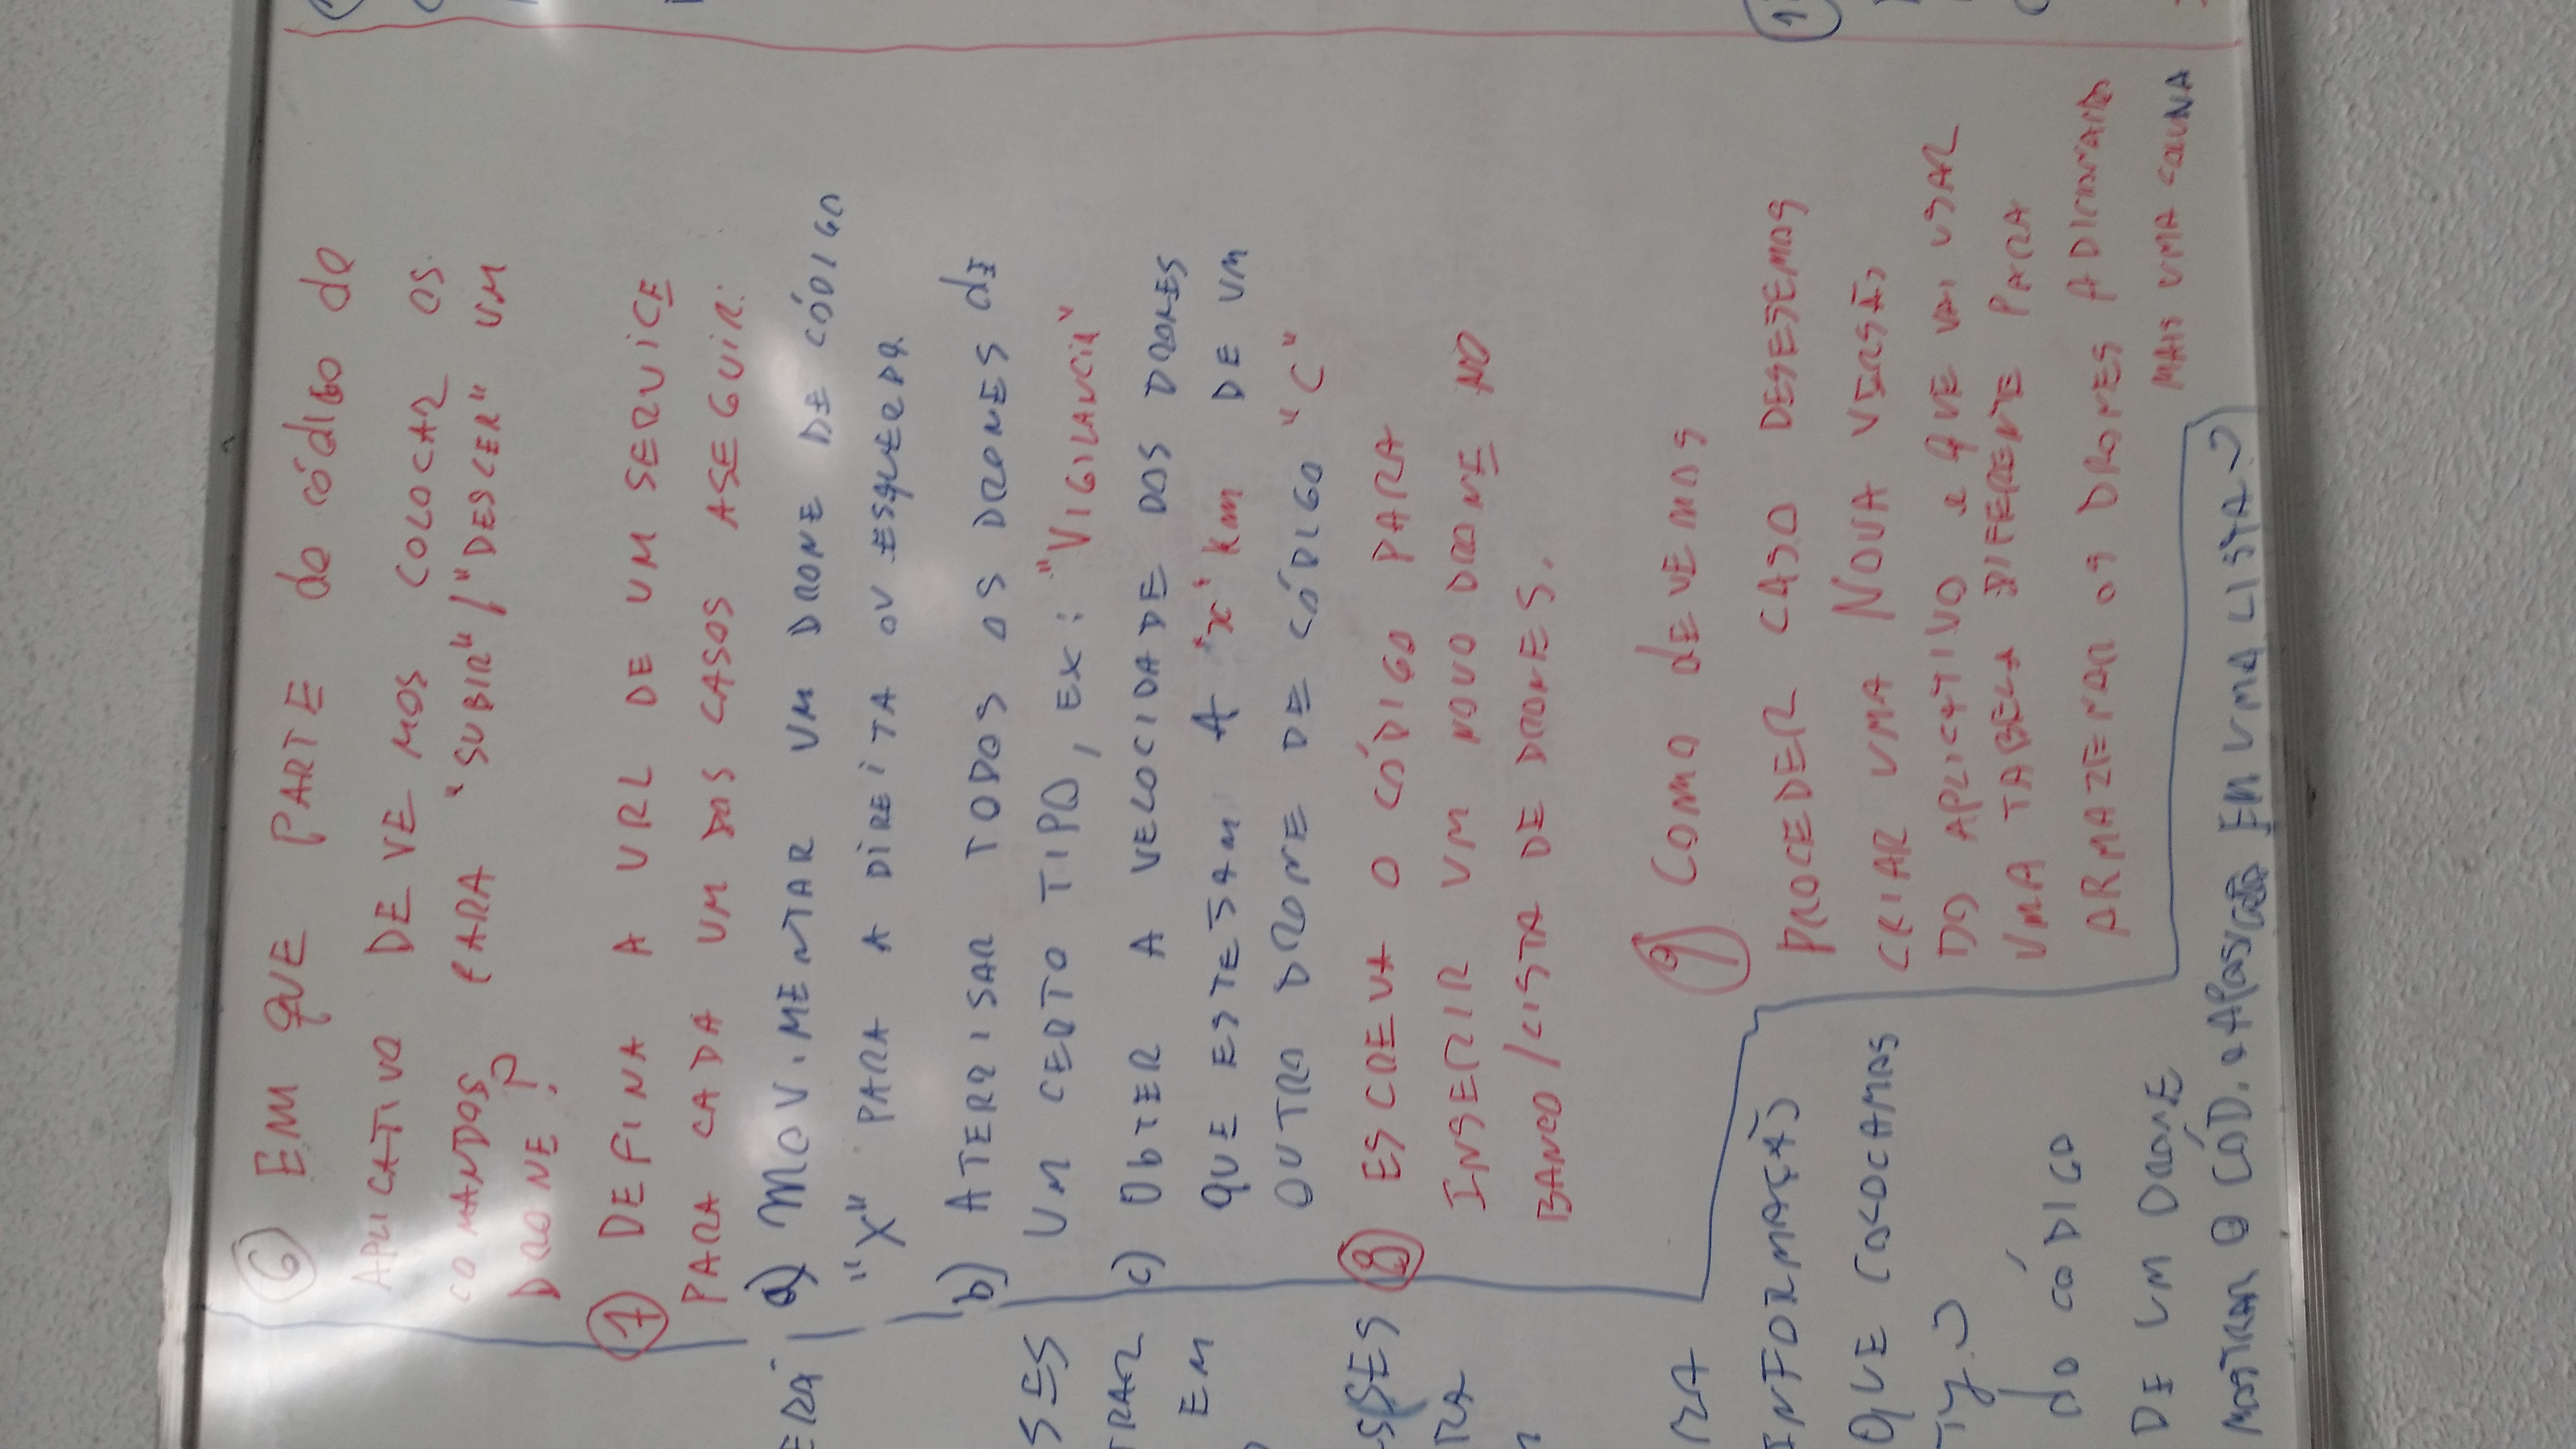 6 EM QUE PARTE do código do
APLICATIVO DEVEMOS COLOCAR OS
COMANDOS PARA "SUBIR"/"DESCER" UM
DRONE?
7 DEFINA A URL DE UM SERVICE
PARA CADA UM DOS CASOS A SEGUIR:
a) MOVIMENTAR UM DRONE DE CÓDIGO
"X" PARA A DIREITA OU ESQUERDA.
b) ATERRISAR TODOS OS DRONES dE
UM CERTO TIPO, EX: "VIGILANCIA"
c) ObTER A VELOCIDADE DOS DRONES
QUE ESTEJAM A "x" km DE UM
OUTRO DRONE DE CÓDIGO "C"
8 ESCREVA O CÓDIGO PARA
INSERIR UM NOVO DRONE NO
BANCO/LISTA DE DRONES.
9 COMO dEVEMOS
PROCEDER CASO DESEJEMOS
CRIAR UMA NOVA VERSÃO
DO APLICATIVO e QUE VAI USAR
UMA TABELA DIFERENTE PARA
ARMAZENAR OS DRONES ADICIONANDO
MAIS UMA COLUNA
ERÁ
SES
TRAR
EM
RA
RA
INFORMAÇÃO
QUE COLOCAMOS
do CÓDIGO
DE UM DRONE
MOSTRAR O CÓD. e A POSIÇÃO EM UMA LISTA?